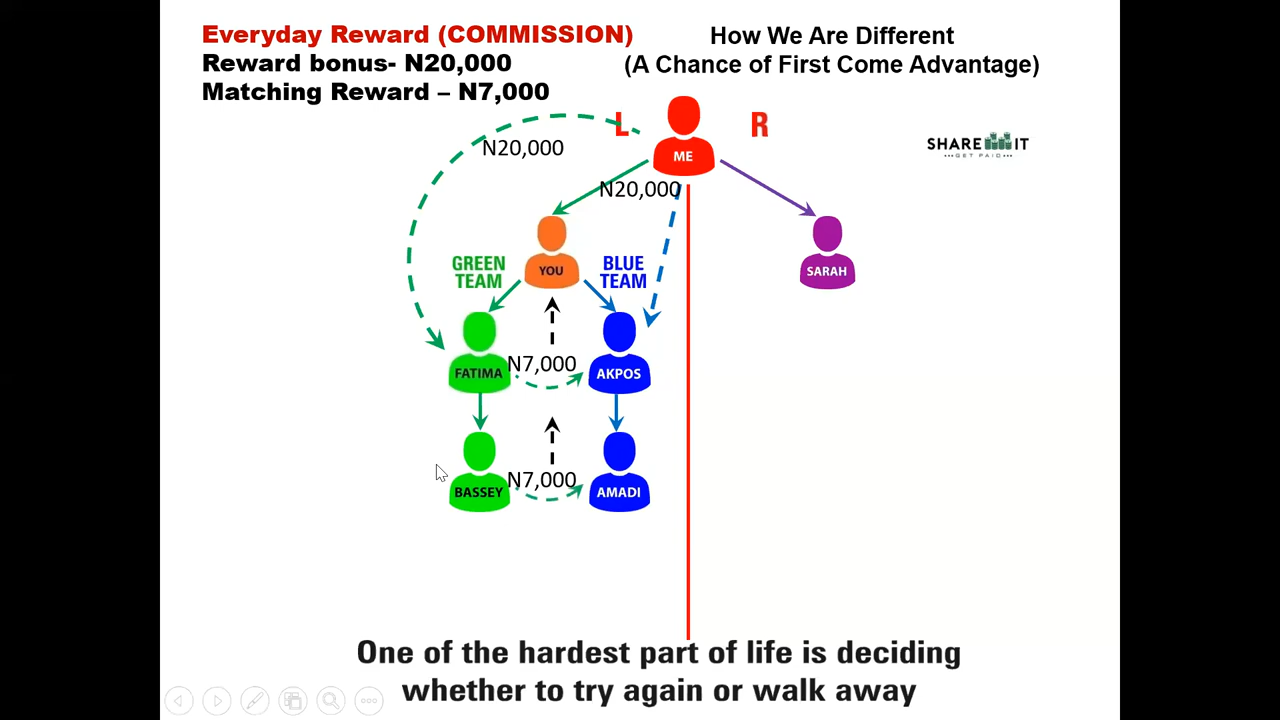 Everyday Reward (COMMISSION)
Reward bonus- N20,000
Matching Reward – N7,000
How We Are Different
(A Chance of First Come Advantage)
L
R
SHARE IT
•••GET PAID•••
N20,000
ME
N20,000
GREEN TEAM
YOU
BLUE TEAM
SARAH
FATIMA
N7,000
AKPOS
BASSEY
N7,000
AMADI
One of the hardest part of life is deciding
whether to try again or walk away